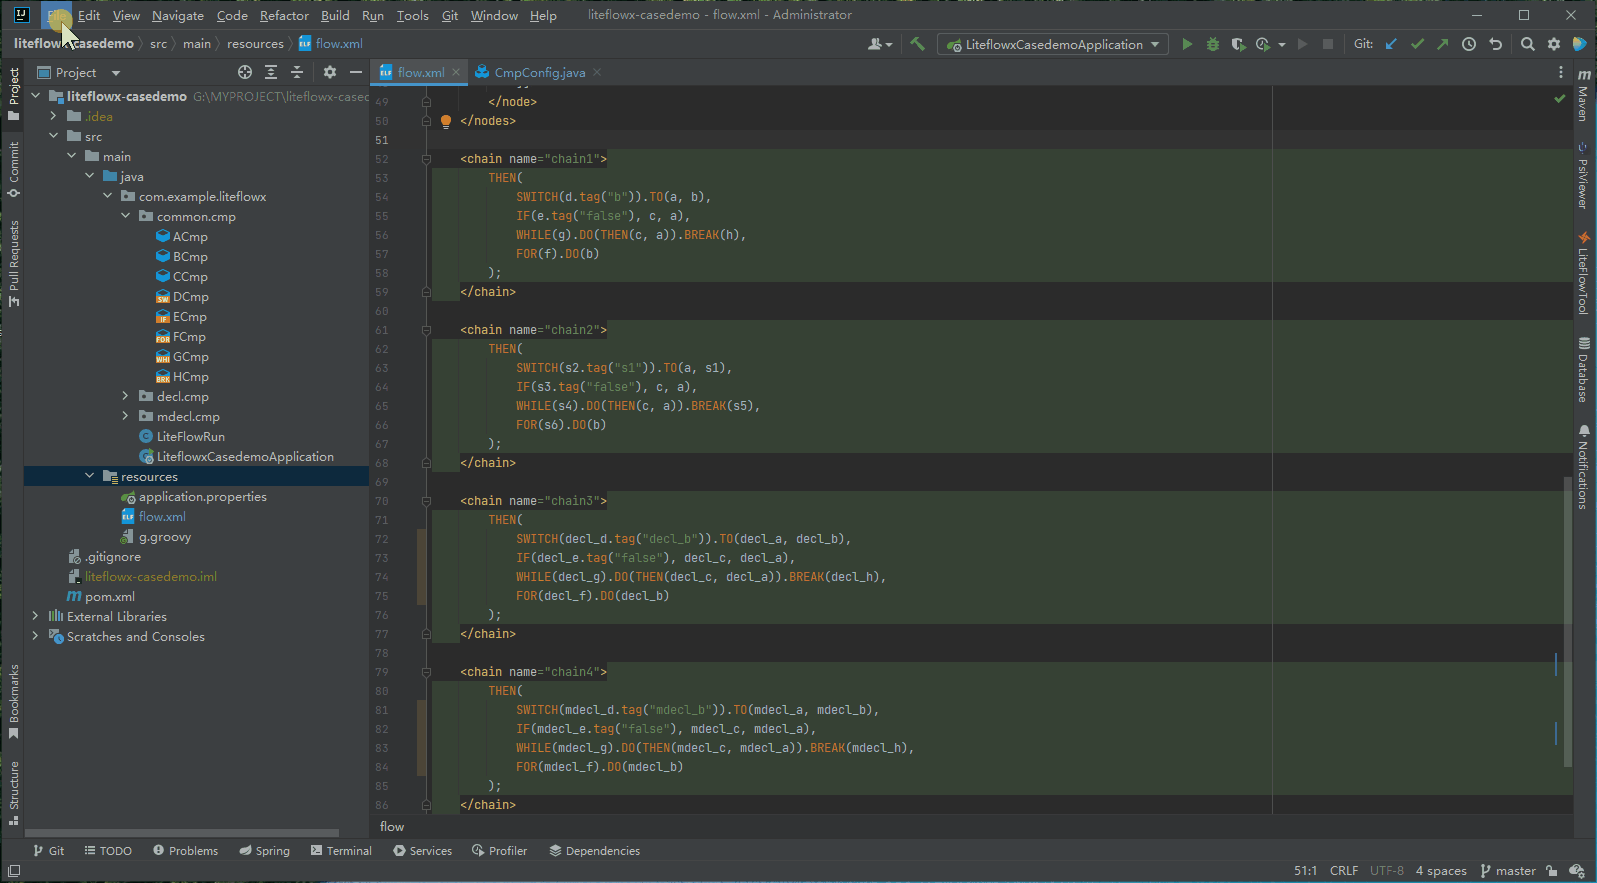 File Edit View Navigate Code Refactor Build Run Tools Git Window Help liteflowx-casedemo - flow.xml - Administrator
liteflowx-casedemo src main resources flow.xml LiteflowxCasedemoApplication Git:
Project
flow.xml
CmpConfig.java
Project
Commit
Pull Requests
Bookmarks
Structure
liteflowx-casedemo G:\MYPROJECT\liteflowx-casec
.idea
src
main
java
com.example.liteflowx
common.cmp
ACmp
BCmp
CCmp
DCmp
ECmp
FCmp
GCmp
HCmp
decl.cmp
mdecl.cmp
LiteFlowRun
LiteflowxCasedemoApplication
resources
application.properties
flow.xml
g.groovy
.gitignore
liteflowx-casedemo.iml
pom.xml
External Libraries
Scratches and Consoles
49 </node>
50 </nodes>
51
52 <chain name="chain1">
53 THEN(
54 SWITCH(d.tag("b")).TO(a, b),
55 IF(e.tag("false"), c, a),
56 WHILE(g).DO(THEN(c, a)).BREAK(h),
57 FOR(f).DO(b)
58 );
59 </chain>
60
61 <chain name="chain2">
62 THEN(
63 SWITCH(s2.tag("s1")).TO(a, s1),
64 IF(s3.tag("false"), c, a),
65 WHILE(s4).DO(THEN(c, a)).BREAK(s5),
66 FOR(s6).DO(b)
67 );
68 </chain>
69
70 <chain name="chain3">
71 THEN(
72 SWITCH(decl_d.tag("decl_b")).TO(decl_a, decl_b),
73 IF(decl_e.tag("false"), decl_c, decl_a),
74 WHILE(decl_g).DO(THEN(decl_c, decl_a)).BREAK(decl_h),
75 FOR(decl_f).DO(decl_b)
76 );
77 </chain>
78
79 <chain name="chain4">
80 THEN(
81 SWITCH(mdecl_d.tag("mdecl_b")).TO(mdecl_a, mdecl_b),
82 IF(mdecl_e.tag("false"), mdecl_c, mdecl_a),
83 WHILE(mdecl_g).DO(THEN(mdecl_c, mdecl_a)).BREAK(mdecl_h),
84 FOR(mdecl_f).DO(mdecl_b)
85 );
86 </chain>
flow
Maven
PsiViewer
LiteFlowTool
Database
Notifications
Git TODO Problems Spring Terminal Services Profiler Dependencies
51:1 CRLF UTF-8 4 spaces master